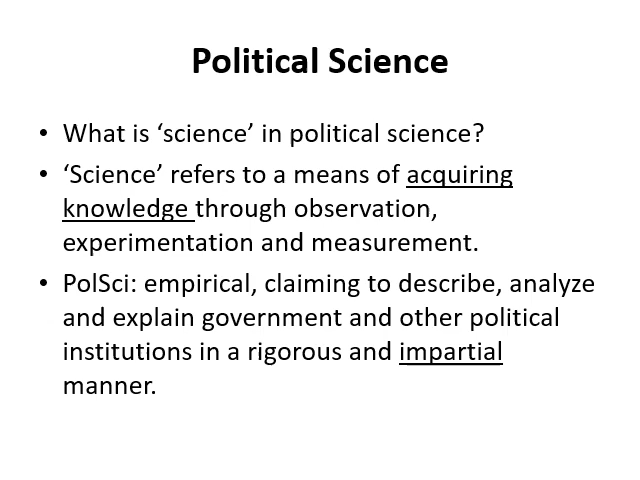 Political Science
• What is ‘science’ in political science?
• ‘Science’ refers to a means of acquiring
knowledge through observation,
experimentation and measurement.
• PolSci: empirical, claiming to describe, analyze
and explain government and other political
institutions in a rigorous and impartial
manner.